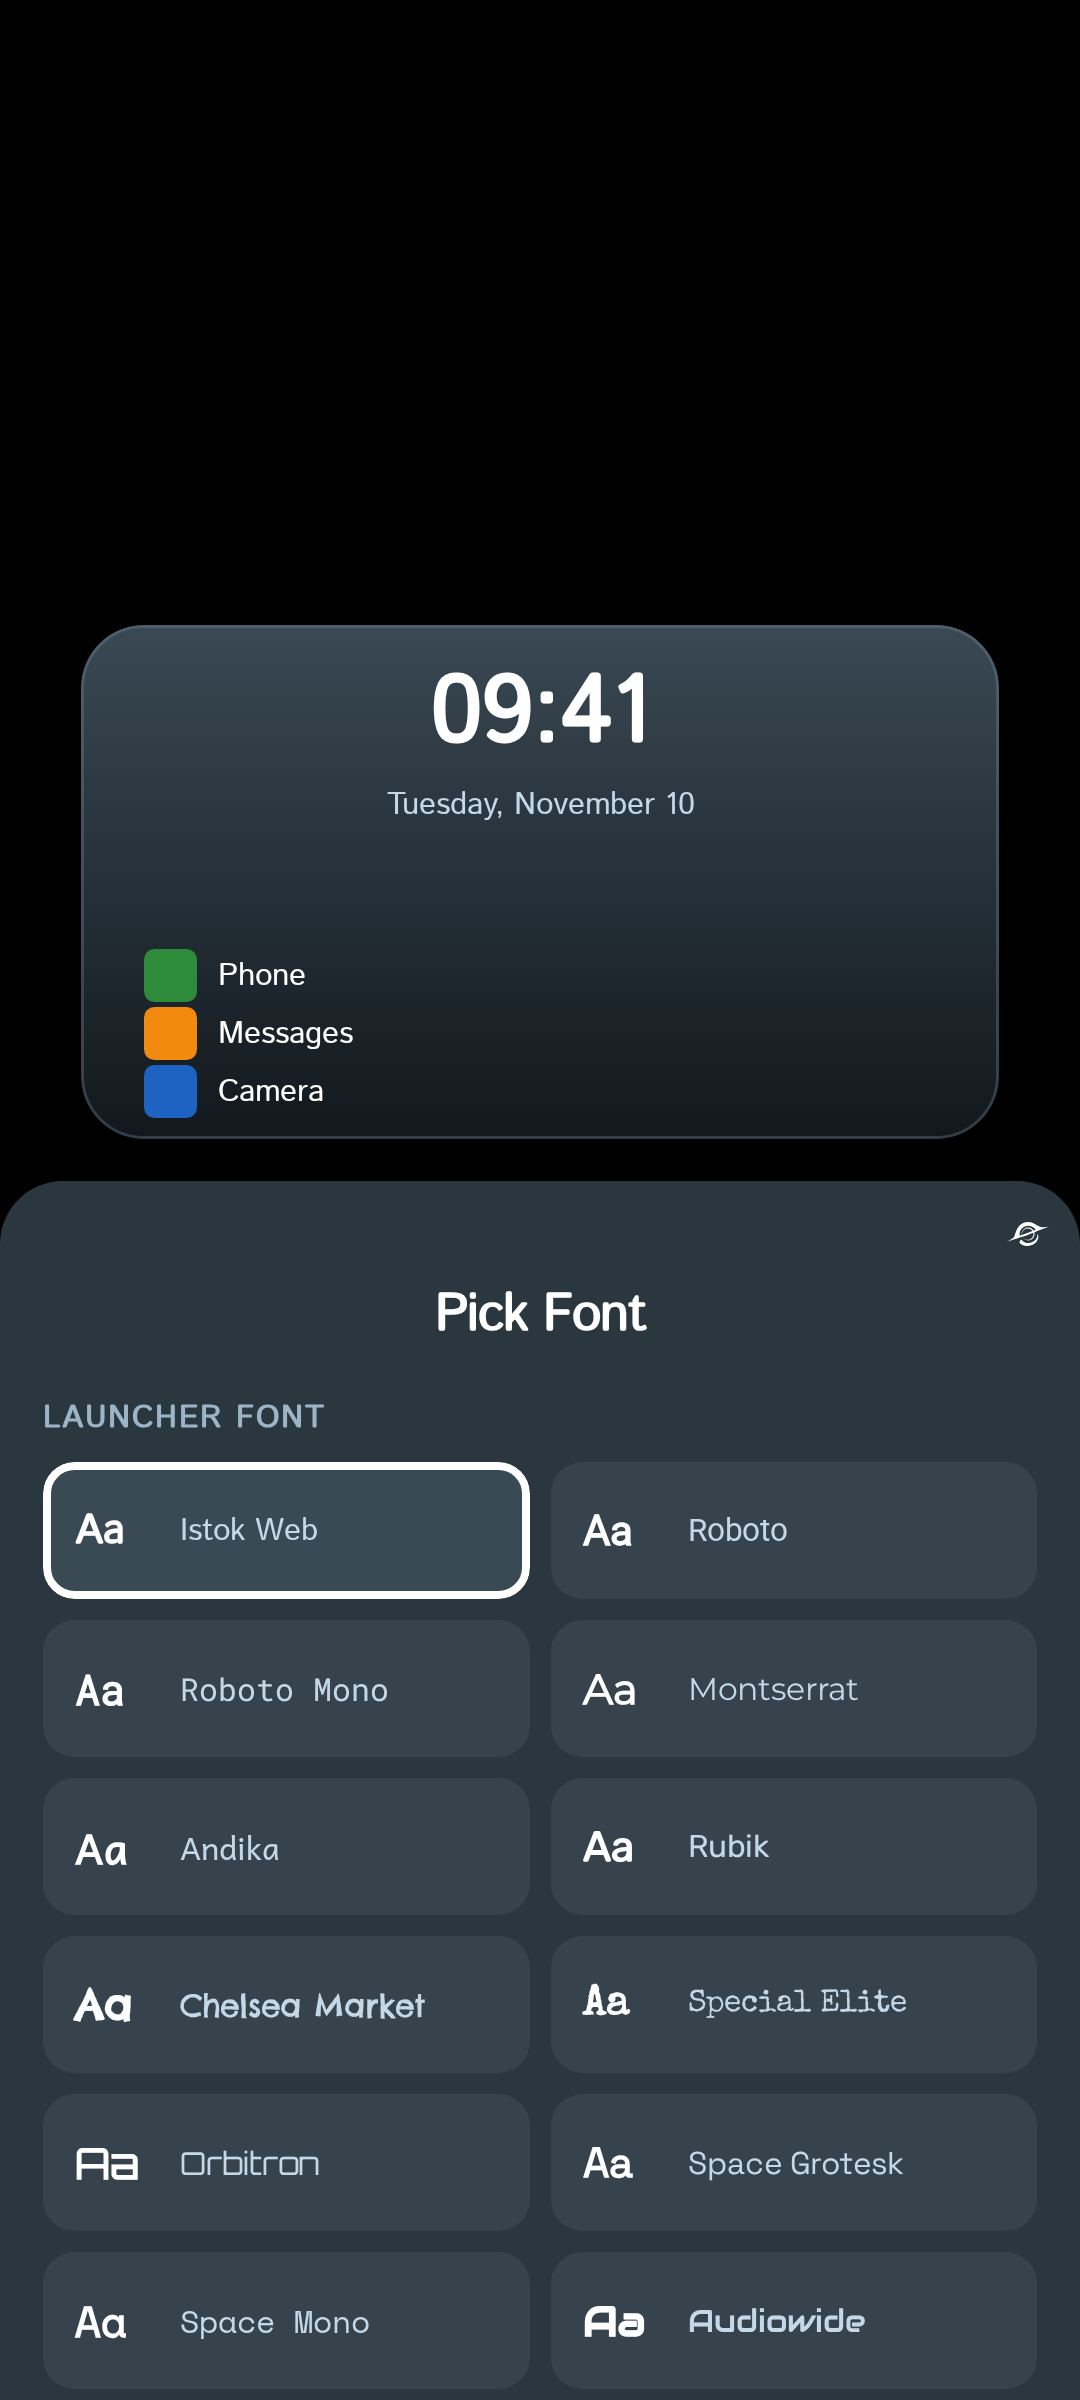 09:41
Tuesday, November 10
Phone
Messages
Camera
Pick Font
LAUNCHER FONT
Aa Istok Web
Aa Roboto
Aa Roboto Mono
Aa Montserrat
Aa Andika
Aa Rubik
Aa Chelsea Market
Aa Special Elite
Aa Orbitron
Aa Space Grotesk
Aa Space Mono
Aa Audiowide